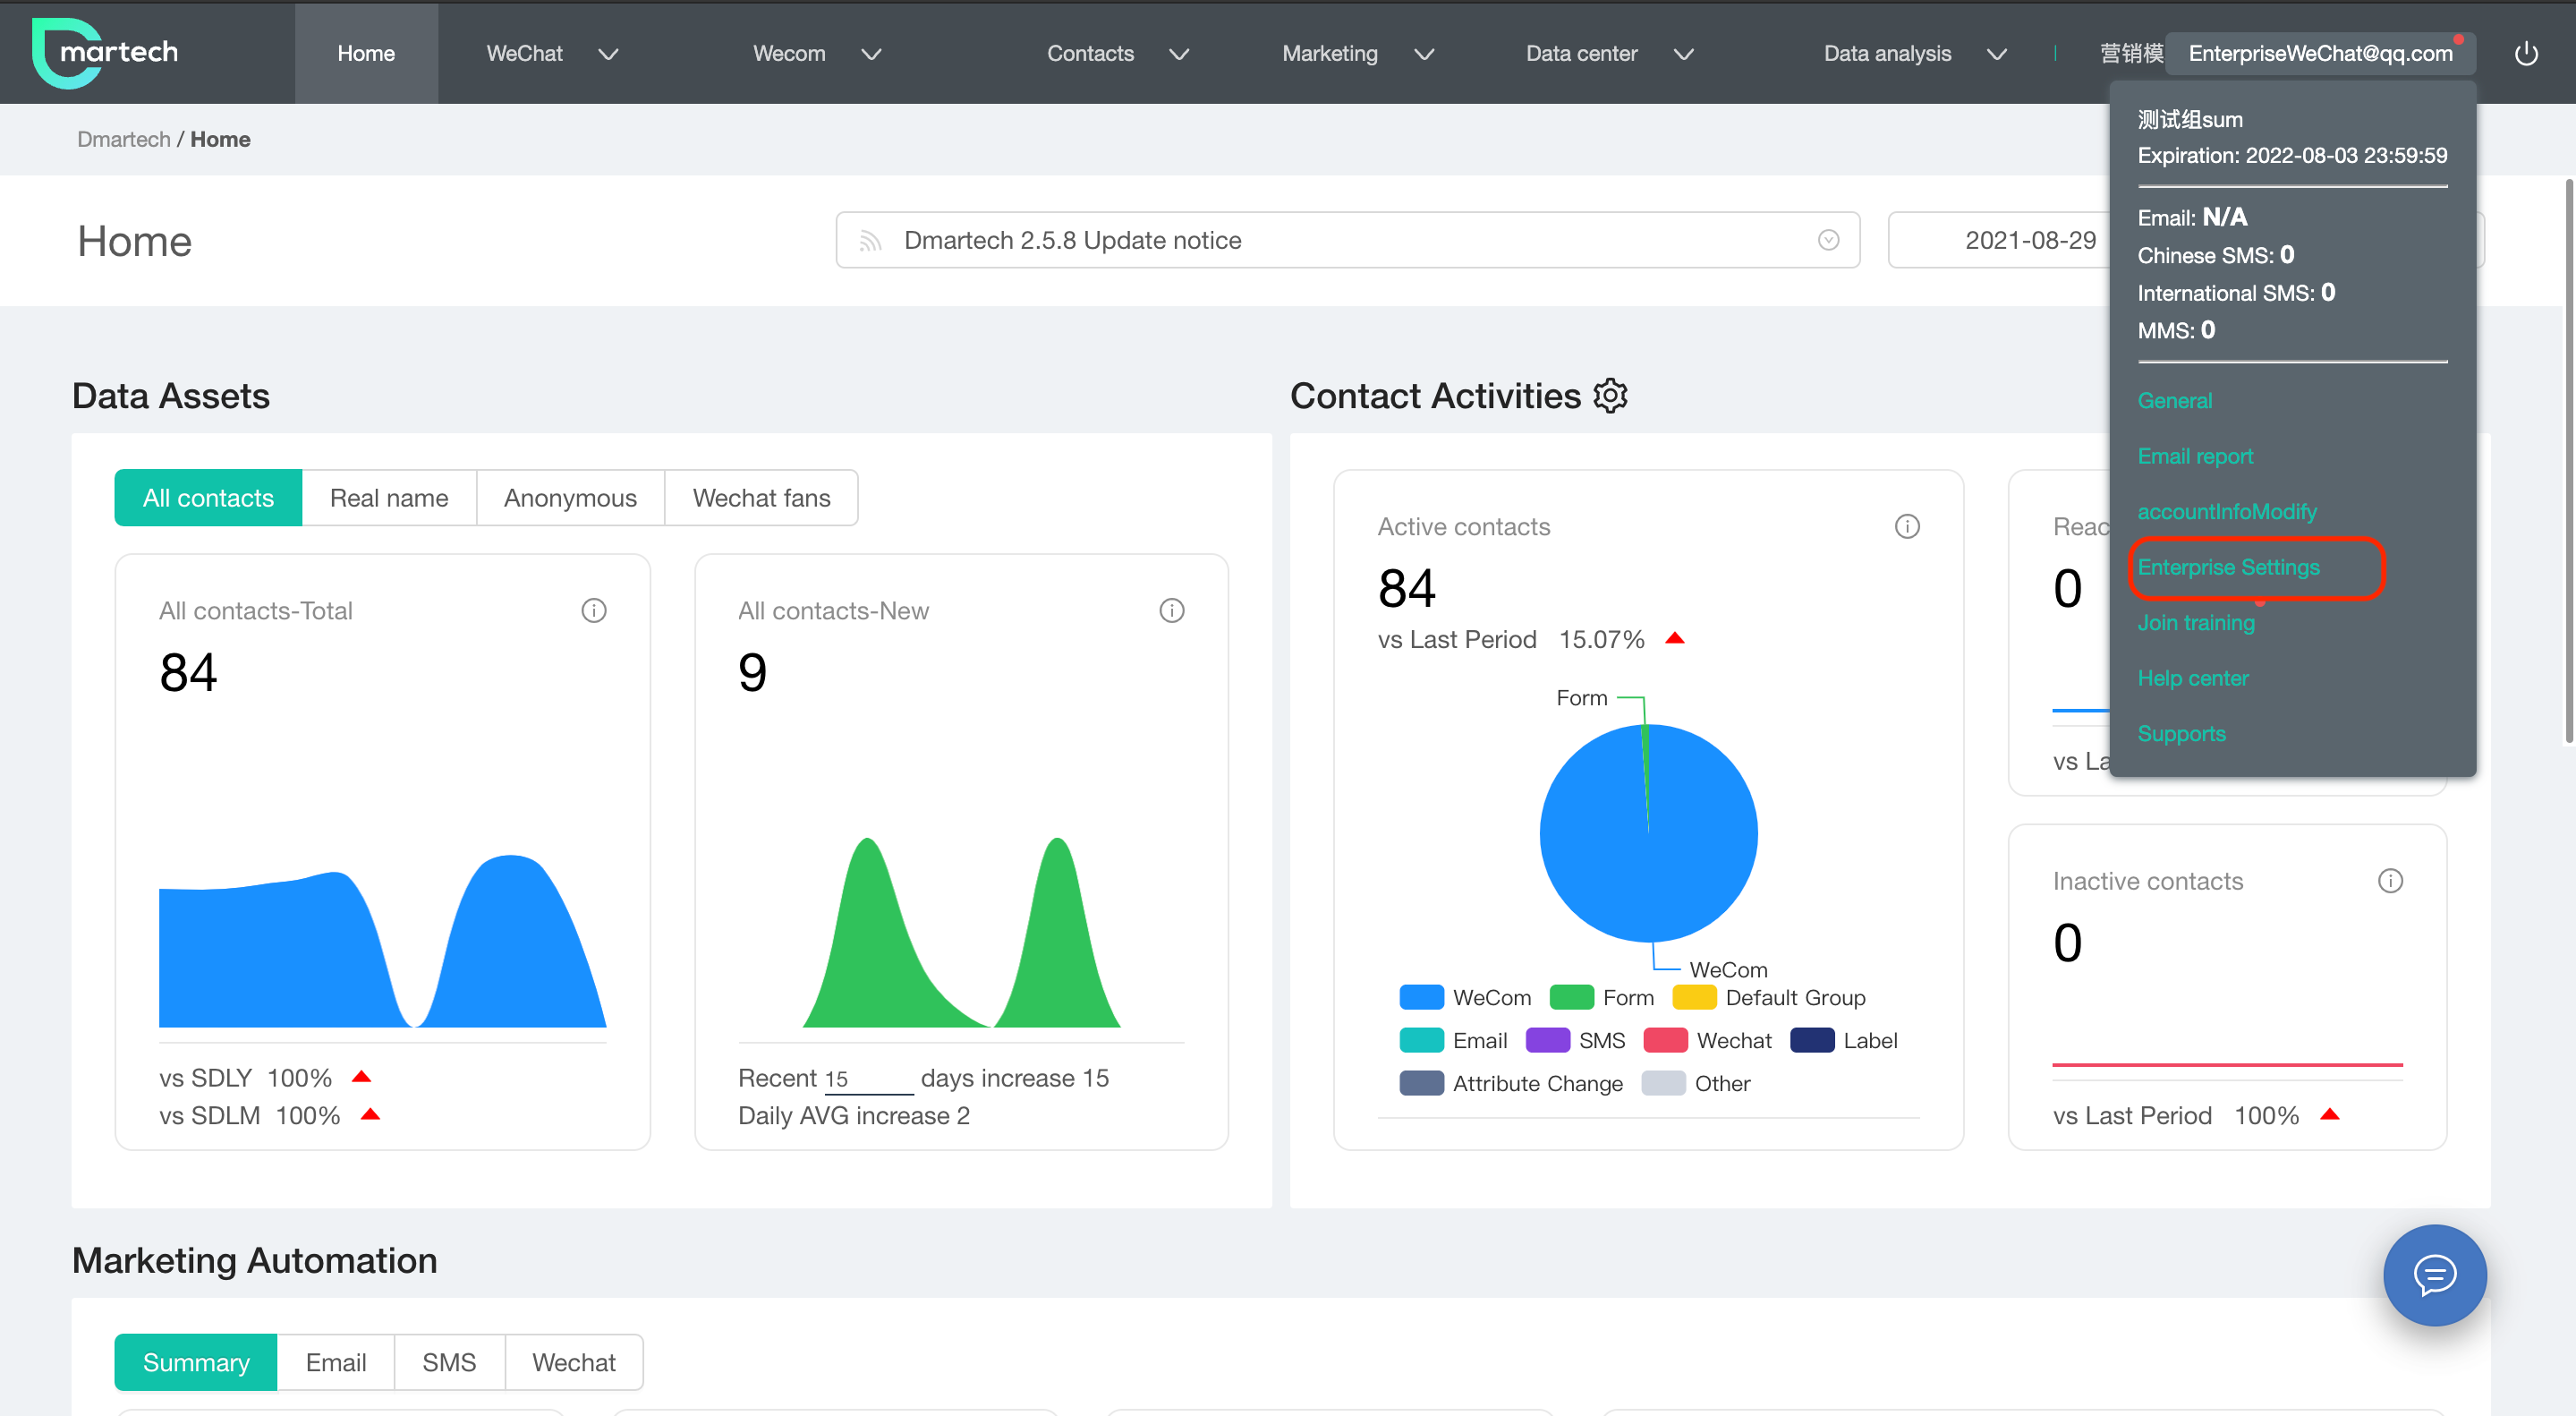 martech
Home
WeChat
Wecom
Contacts
Marketing
Data center
Data analysis
营销模
EnterpriseWeChat@qq.com
Dmartech / Home
测试组sum
Expiration: 2022-08-03 23:59:59
Email: N/A
Chinese SMS: 0
International SMS: 0
MMS: 0
General
Email report
accountInfoModify
Enterprise Settings
Join training
Help center
Supports
Home
Dmartech 2.5.8 Update notice
2021-08-29
Data Assets
All contacts
Real name
Anonymous
Wechat fans
All contacts-Total
84
vs SDLY 100%
vs SDLM 100%
All contacts-New
9
Recent 15 days increase 15
Daily AVG increase 2
Contact Activities
Active contacts
84
vs Last Period 15.07%
Form
WeCom
WeCom Form Default Group
Email SMS Wechat Label
Attribute Change Other
Reac
0
vs La
Inactive contacts
0
vs Last Period 100%
Marketing Automation
Summary
Email
SMS
Wechat